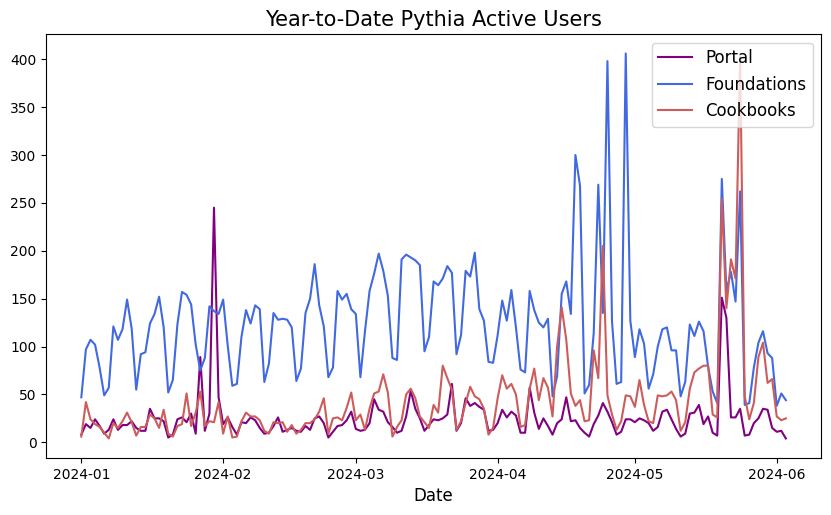 Year-to-Date Pythia Active Users
Portal
Foundations
Cookbooks
400
350
300
250
200
150
100
50
0
2024-01 2024-02 2024-03 2024-04 2024-05 2024-06
Date